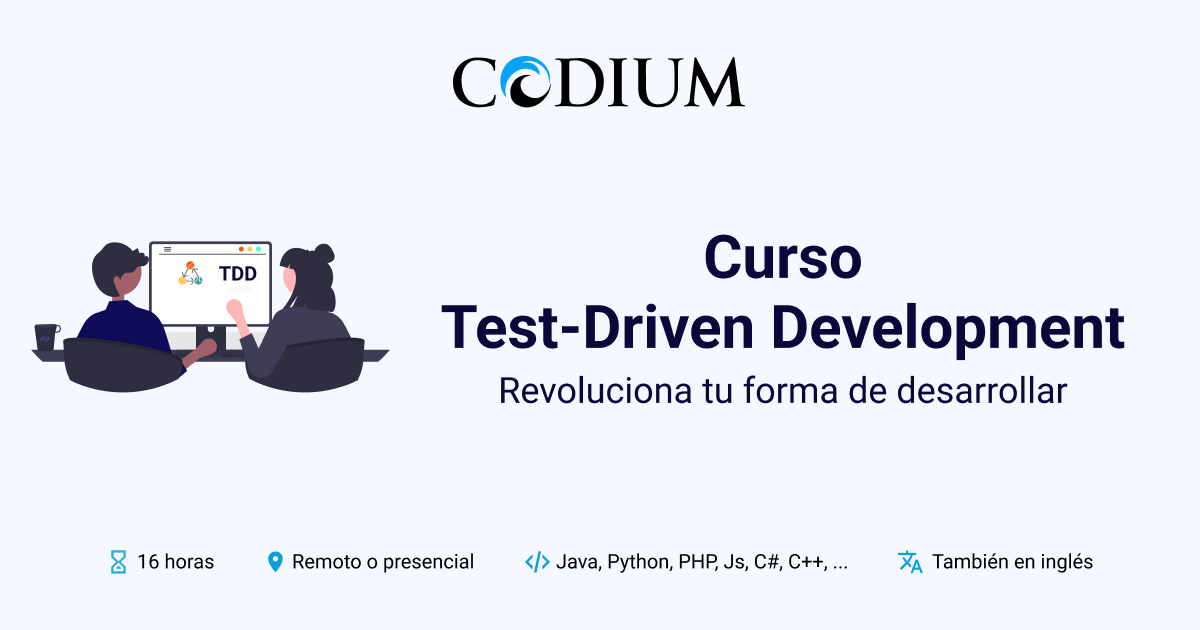 CODIUM
TDD
Curso
Test-Driven Development
Revoluciona tu forma de desarrollar
16 horas
Remoto o presencial
Java, Python, PHP, Js, C#, C++, ...
También en inglés